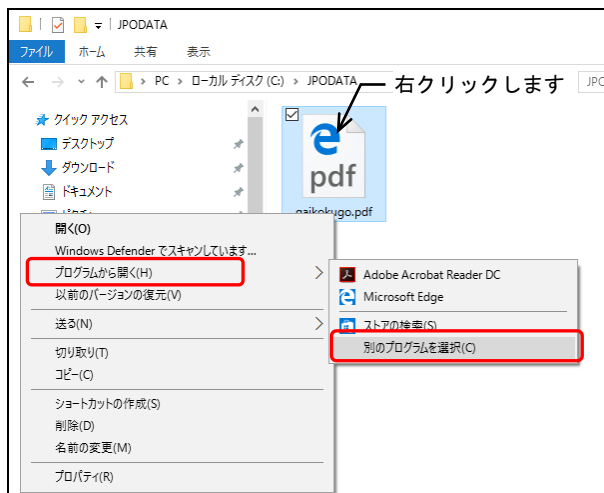 JPODATA
ファイル ホーム 共有 表示
PC › ローカル ディスク (C:) › JPODATA
右クリックします
クイック アクセス
デスクトップ
ダウンロード
ドキュメント
pdf
gaikokugo.pdf
開く(O)
Windows Defender でスキャンしています...
プログラムから開く(H)
以前のバージョンの復元(V)
送る(N)
切り取り(T)
コピー(C)
ショートカットの作成(S)
削除(D)
名前の変更(M)
プロパティ(R)
Adobe Acrobat Reader DC
Microsoft Edge
ストアの検索(S)
別のプログラムを選択(C)